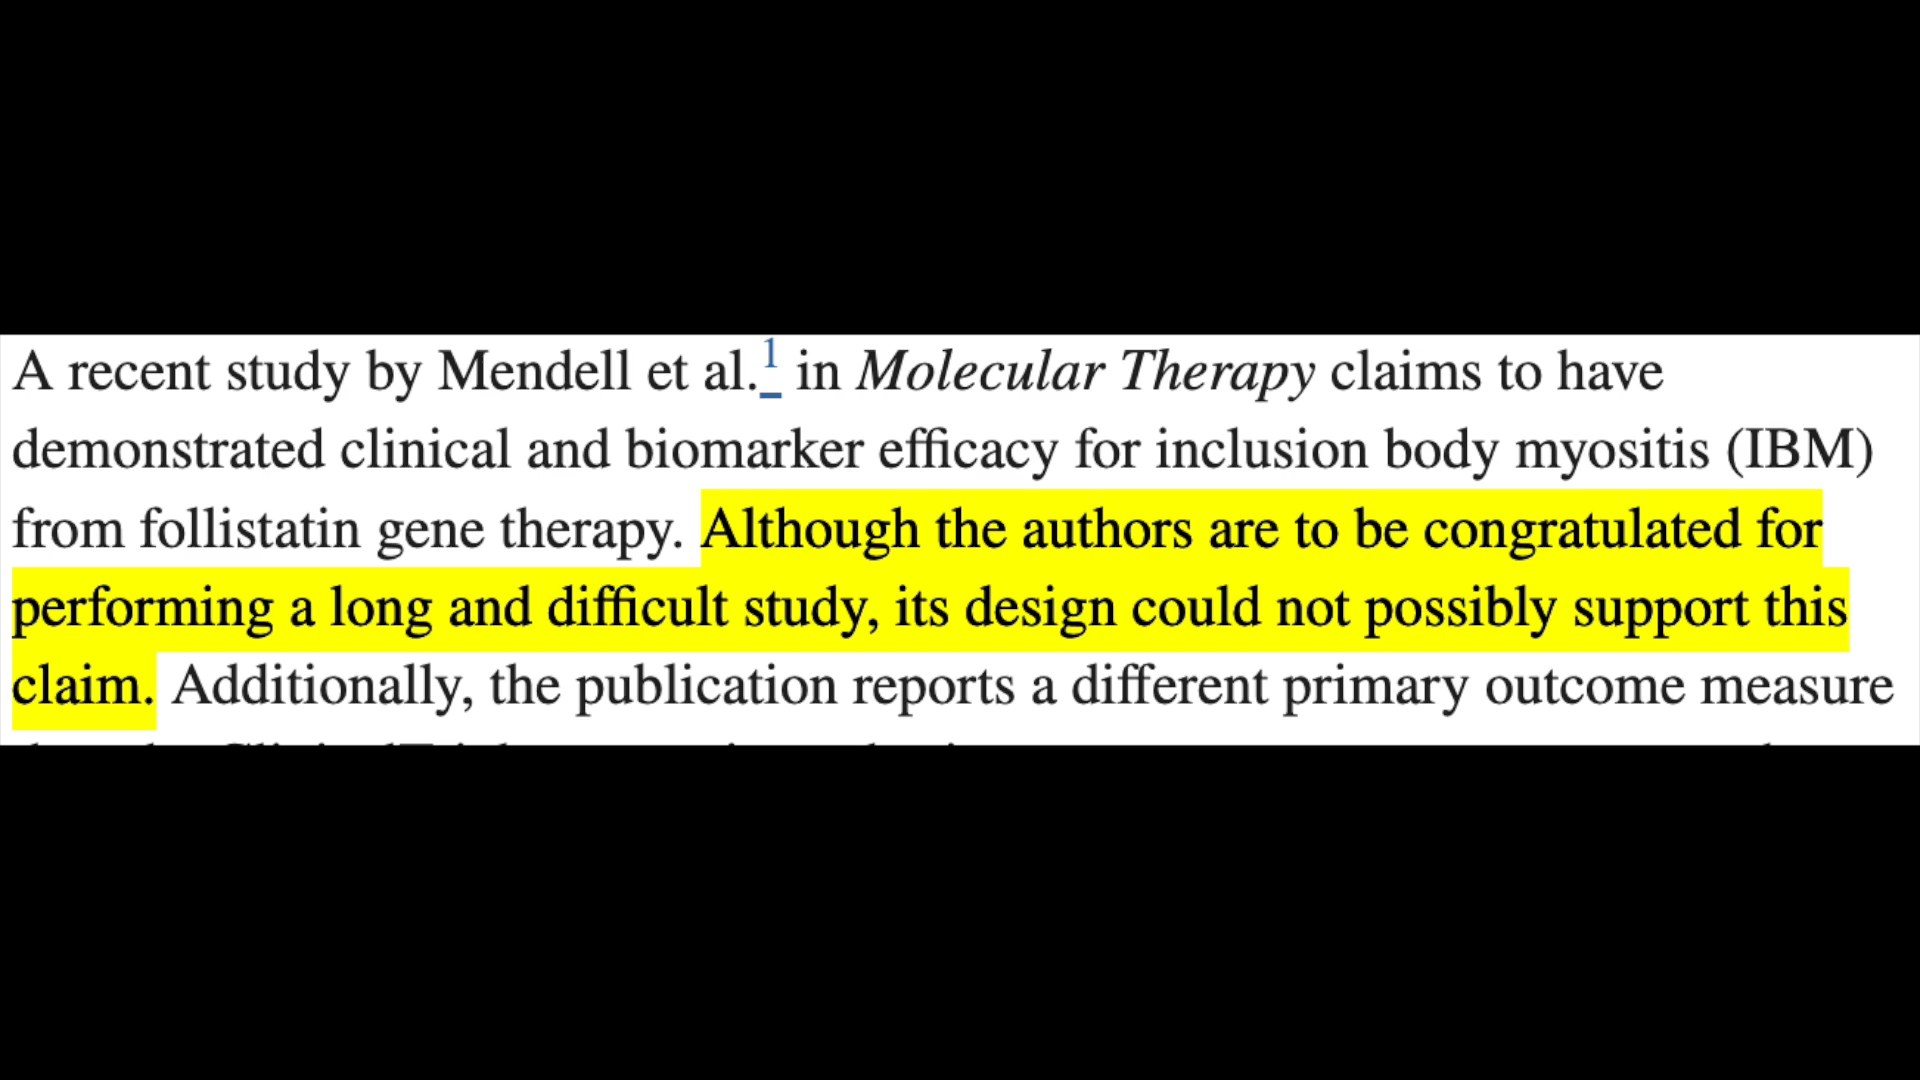 A recent study by Mendell et al.1 in Molecular Therapy claims to have
demonstrated clinical and biomarker efficacy for inclusion body myositis (IBM)
from follistatin gene therapy. Although the authors are to be congratulated for
performing a long and difficult study, its design could not possibly support this
claim. Additionally, the publication reports a different primary outcome measure